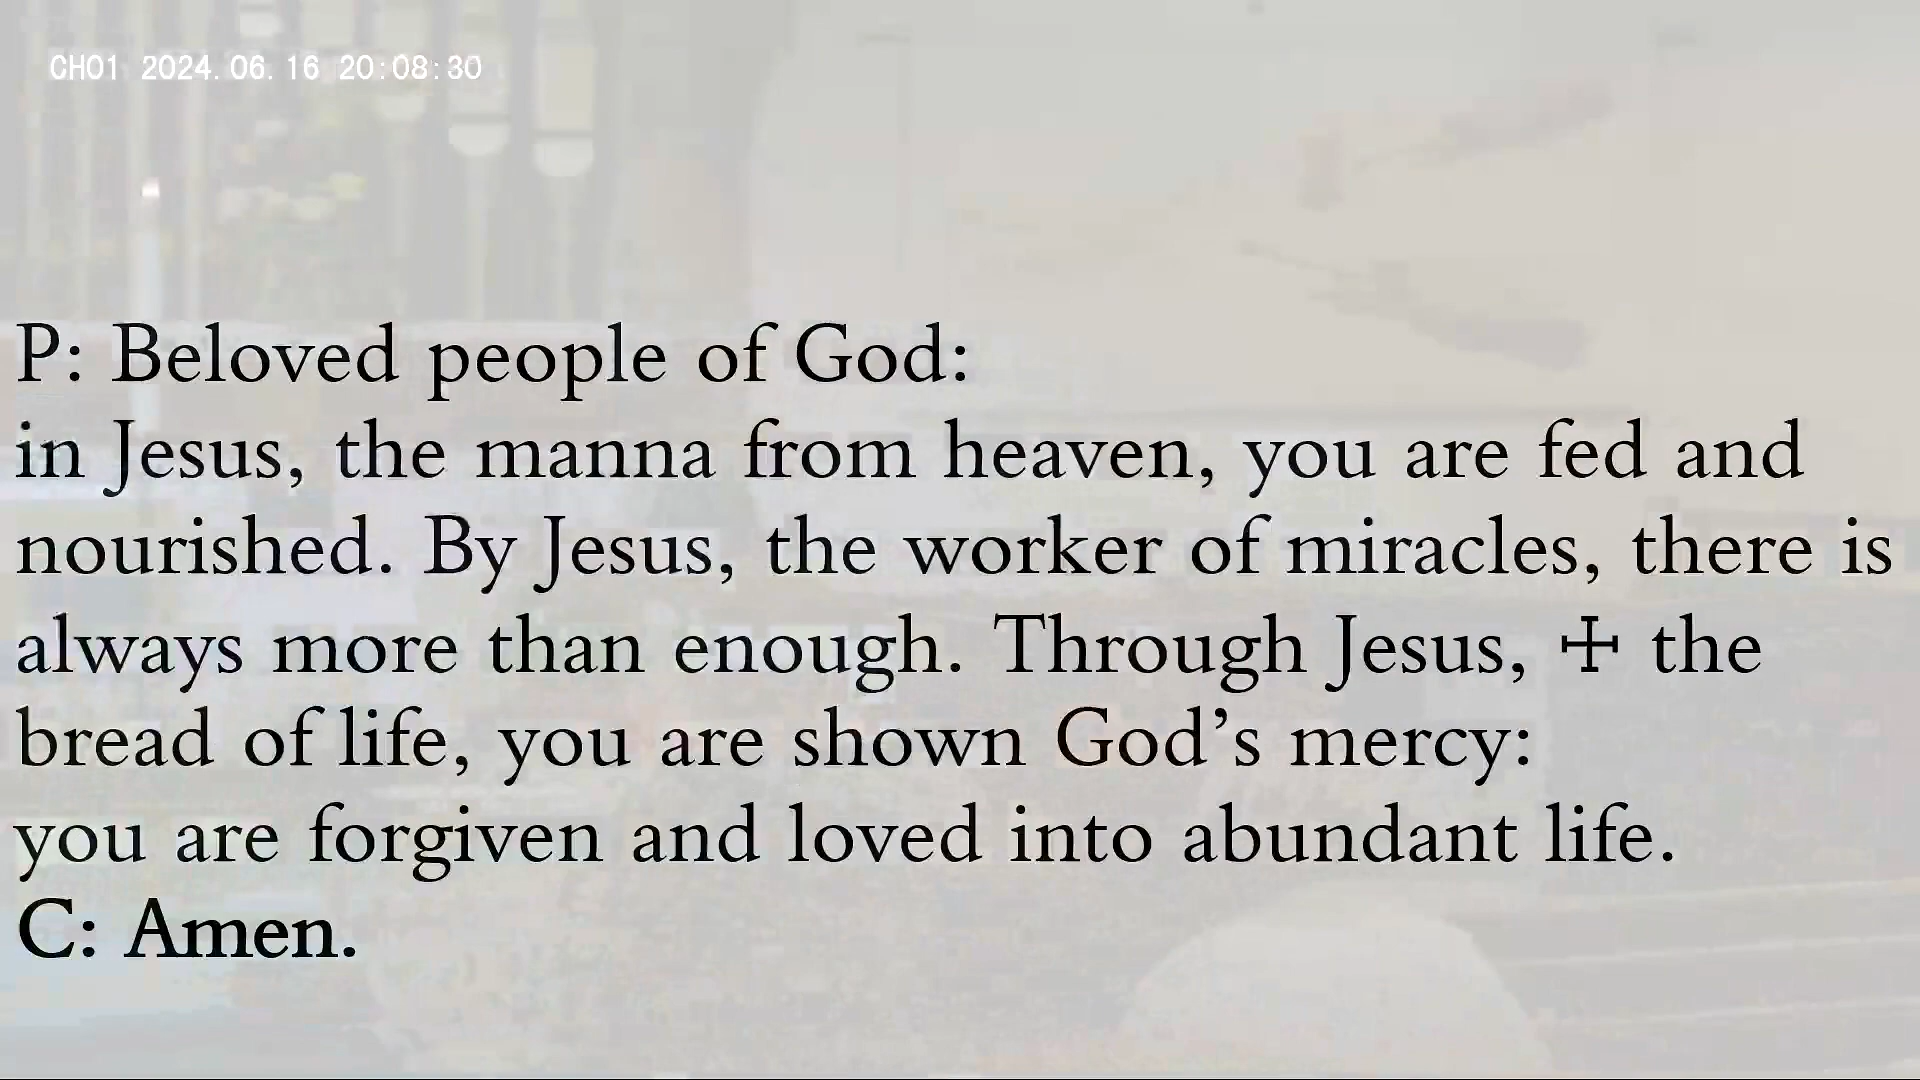 CH01 2024.06.16 20:08:30
P: Beloved people of God:
in Jesus, the manna from heaven, you are fed and
nourished. By Jesus, the worker of miracles, there is
always more than enough. Through Jesus, ☩ the
bread of life, you are shown God’s mercy:
you are forgiven and loved into abundant life.
C: Amen.